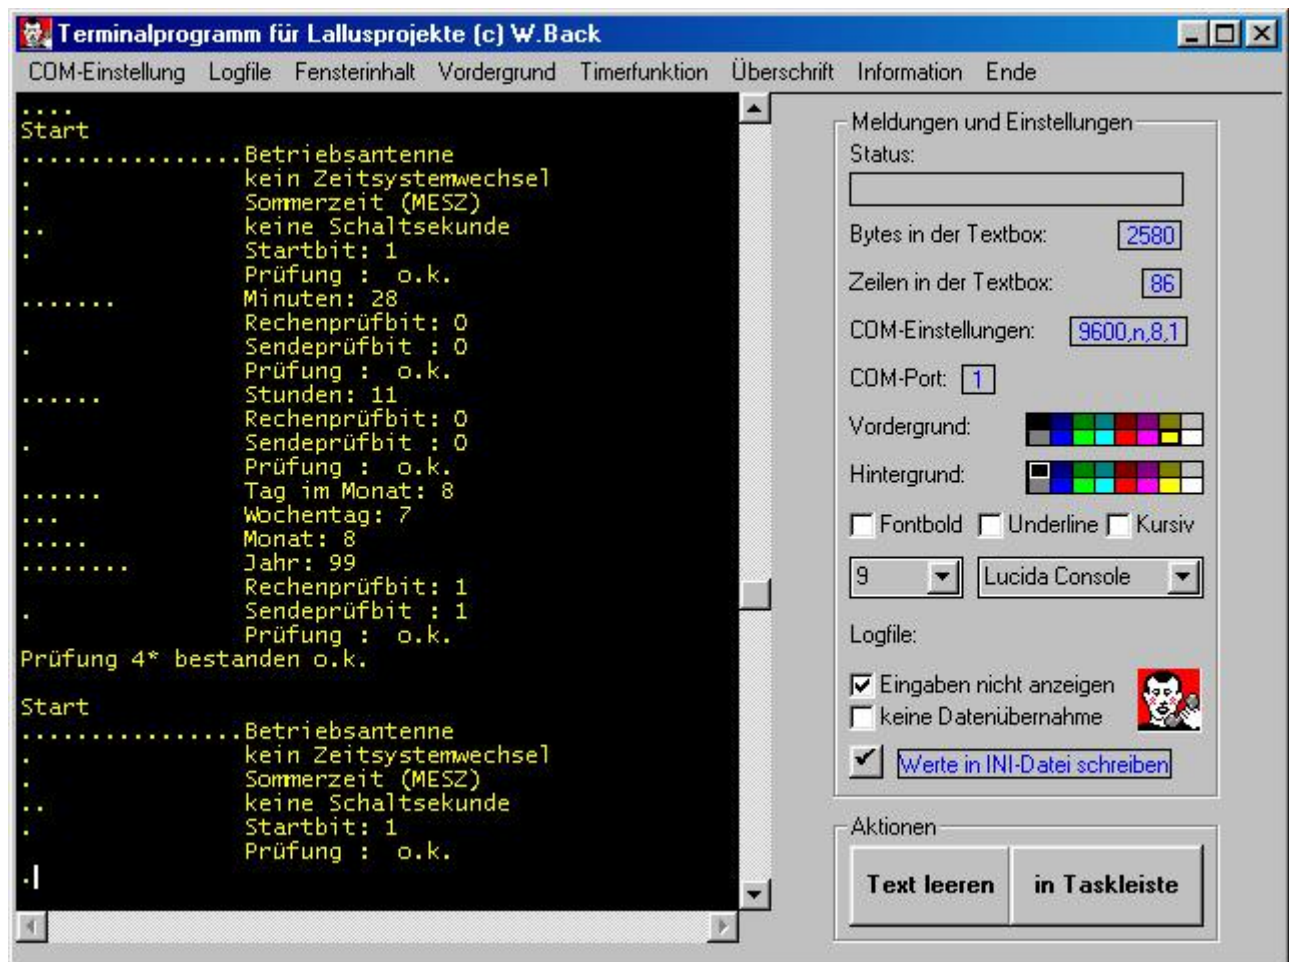 Terminalprogramm für Lallusprojekte (c) W.Back
COM-Einstellung Logfile Fensterinhalt Vordergrund Timerfunktion Überschrift Information Ende
....
Start
.................Betriebsantenne
. kein Zeitsystemwechsel
. Sommerzeit (MESZ)
.. keine Schaltsekunde
. Startbit: 1
Prüfung : o.k.
....... Minuten: 28
Rechenprüfbit: 0
. Sendeprüfbit : 0
Prüfung : o.k.
...... Stunden: 11
Rechenprüfbit: 0
. Sendeprüfbit : 0
Prüfung : o.k.
...... Tag im Monat: 8
... Wochentag: 7
..... Monat: 8
........ Jahr: 99
Rechenprüfbit: 1
. Sendeprüfbit : 1
Prüfung : o.k.
Prüfung 4* bestanden o.k.
Start
.................Betriebsantenne
. kein Zeitsystemwechsel
. Sommerzeit (MESZ)
.. keine Schaltsekunde
. Startbit: 1
Prüfung : o.k.
.
Meldungen und Einstellungen
Status:
Bytes in der Textbox: 2580
Zeilen in der Textbox: 86
COM-Einstellungen: 9600,n,8,1
COM-Port: 1
Vordergrund:
Hintergrund:
Fontbold Underline Kursiv
9 Lucida Console
Logfile:
Eingaben nicht anzeigen
keine Datenübernahme
Werte in INI-Datei schreiben
Aktionen
Text leeren in Taskleiste